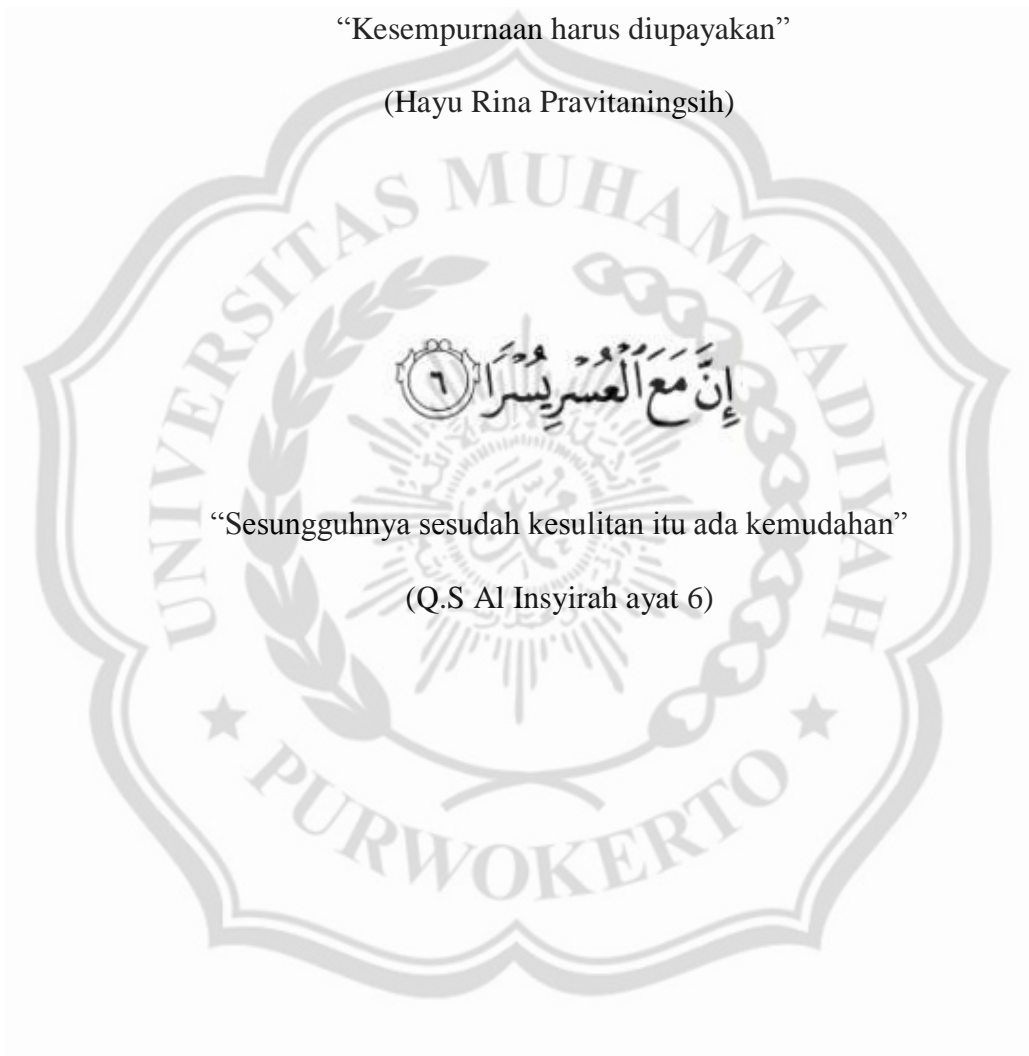 “Kesempurnaan harus diupayakan”
(Hayu Rina Pravitaningsih)
UNIVERSITAS MUHAMMADIYAH
إِنَّ مَعَ ٱلْعُسْرِ يُسْرًا ٦
“Sesungguhnya sesudah kesulitan itu ada kemudahan”
(Q.S Al Insyirah ayat 6)
PURWOKERTO